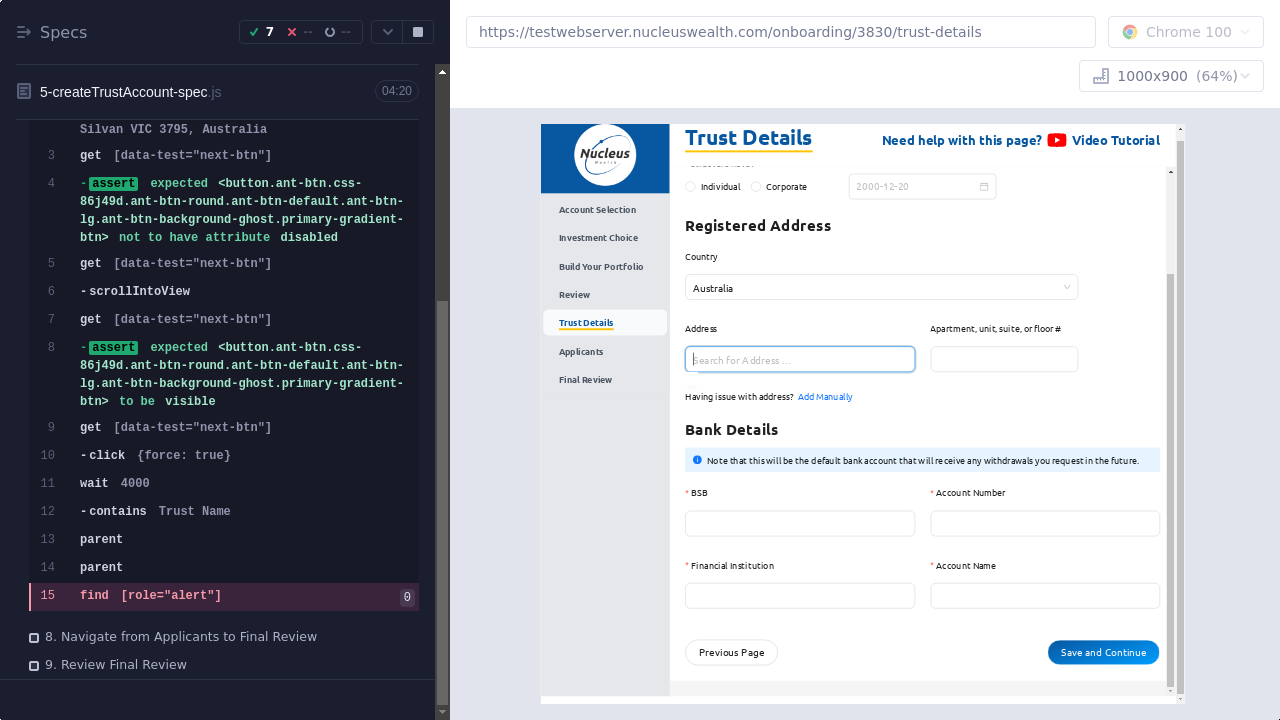 Specs
7
--
--
5-createTrustAccount-spec.js
04:20
Silvan VIC 3795, Australia
3 get [data-test="next-btn"]
4 -assert expected <button.ant-btn.css-
86j49d.ant-btn-round.ant-btn-default.ant-btn-
lg.ant-btn-background-ghost.primary-gradient-
btn> not to have attribute disabled
5 get [data-test="next-btn"]
6 -scrollIntoView
7 get [data-test="next-btn"]
8 -assert expected <button.ant-btn.css-
86j49d.ant-btn-round.ant-btn-default.ant-btn-
lg.ant-btn-background-ghost.primary-gradient-
btn> to be visible
9 get [data-test="next-btn"]
10 -click {force: true}
11 wait 4000
12 -contains Trust Name
13 parent
14 parent
15 find [role="alert"] 0
8. Navigate from Applicants to Final Review
9. Review Final Review
https://testwebserver.nucleuswealth.com/onboarding/3830/trust-details
Chrome 100
1000x900 (64%)
Nucleus
Wealth
Account Selection
Investment Choice
Build Your Portfolio
Review
Trust Details
Applicants
Final Review
Trust Details
Need help with this page? Video Tutorial
Individual
Corporate
2000-12-20
Registered Address
Country
Australia
Address
Apartment, unit, suite, or floor #
Search for Address ...
Having issue with address? Add Manually
Bank Details
Note that this will be the default bank account that will receive any withdrawals you request in the future.
* BSB
* Account Number
* Financial Institution
* Account Name
Previous Page
Save and Continue